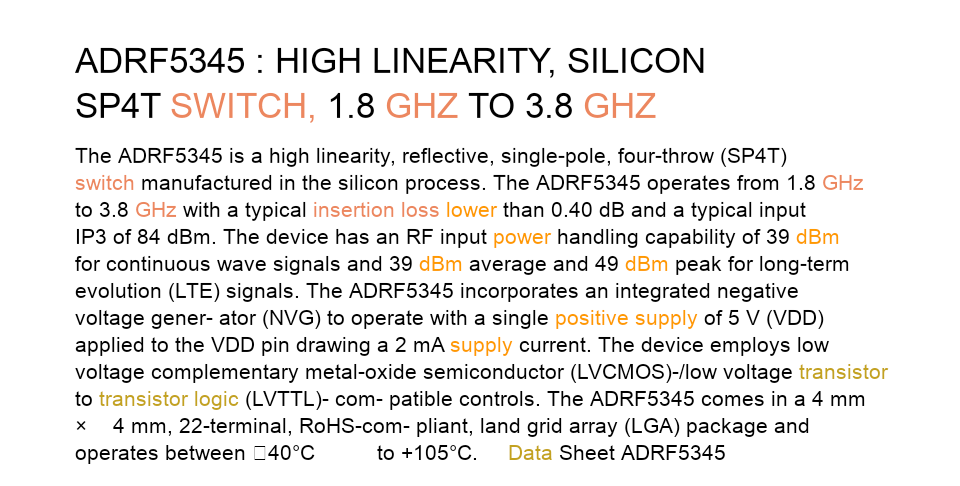 ADRF5345 : HIGH LINEARITY, SILICON
SP4T SWITCH, 1.8 GHZ TO 3.8 GHZ
The ADRF5345 is a high linearity, reflective, single-pole, four-throw (SP4T)
switch manufactured in the silicon process. The ADRF5345 operates from 1.8 GHz
to 3.8 GHz with a typical insertion loss lower than 0.40 dB and a typical input
IP3 of 84 dBm. The device has an RF input power handling capability of 39 dBm
for continuous wave signals and 39 dBm average and 49 dBm peak for long-term
evolution (LTE) signals. The ADRF5345 incorporates an integrated negative
voltage gener- ator (NVG) to operate with a single positive supply of 5 V (VDD)
applied to the VDD pin drawing a 2 mA supply current. The device employs low
voltage complementary metal-oxide semiconductor (LVCMOS)-/low voltage transistor
to transistor logic (LVTTL)- com- patible controls. The ADRF5345 comes in a 4 mm
× 4 mm, 22-terminal, RoHS-com- pliant, land grid array (LGA) package and
operates between □40°C to +105°C. Data Sheet ADRF5345